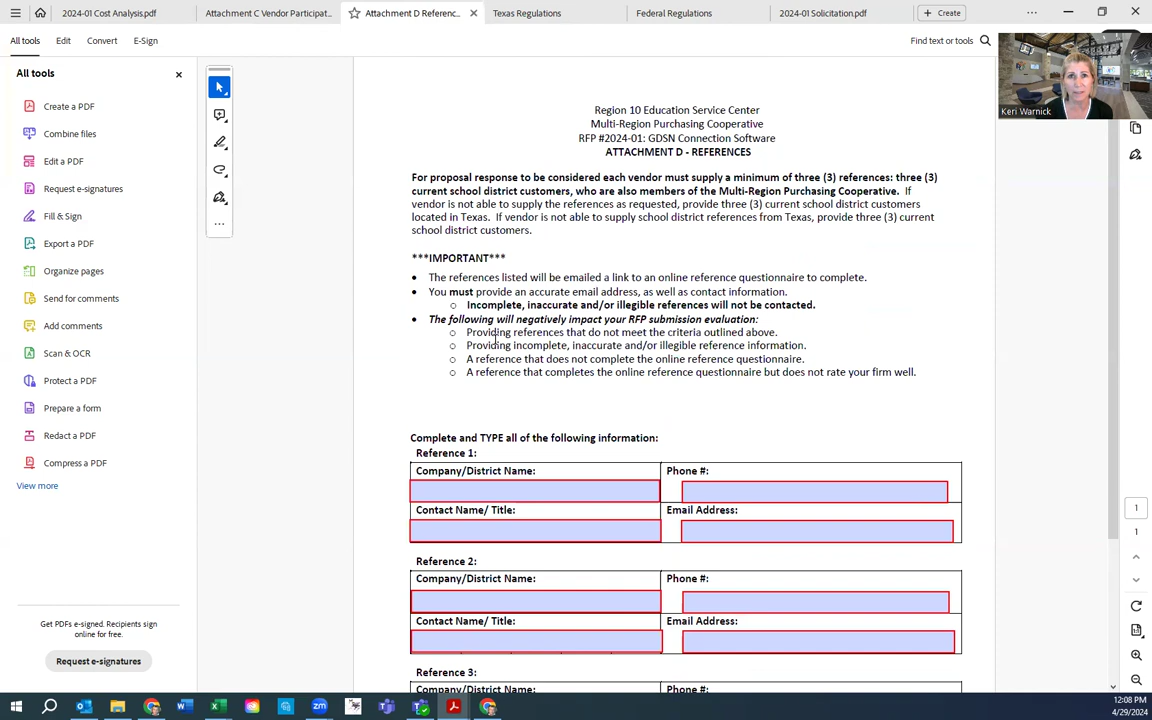 2024-01 Cost Analysis.pdf
Attachment C Vendor Participat...
Attachment D Referenc...
Texas Regulations
Federal Regulations
2024-01 Solicitation.pdf
+ Create
All tools
Edit
Convert
E-Sign
Find text or tools
Keri Warnick
All tools
Create a PDF
Combine files
Edit a PDF
Request e-signatures
Fill & Sign
Export a PDF
Organize pages
Send for comments
Add comments
Scan & OCR
Protect a PDF
Prepare a form
Redact a PDF
Compress a PDF
View more
Get PDFs e-signed. Recipients sign
online for free.
Request e-signatures
Region 10 Education Service Center
Multi-Region Purchasing Cooperative
RFP #2024-01: GDSN Connection Software
ATTACHMENT D - REFERENCES
For proposal response to be considered each vendor must supply a minimum of three (3) references: three (3)
current school district customers, who are also members of the Multi-Region Purchasing Cooperative. If
vendor is not able to supply the references as requested, provide three (3) current school district customers
located in Texas. If vendor is not able to supply school district references from Texas, provide three (3) current
school district customers.
***IMPORTANT***
• The references listed will be emailed a link to an online reference questionnaire to complete.
• You must provide an accurate email address, as well as contact information.
o Incomplete, inaccurate and/or illegible references will not be contacted.
• The following will negatively impact your RFP submission evaluation:
o Providing references that do not meet the criteria outlined above.
o Providing incomplete, inaccurate and/or illegible reference information.
o A reference that does not complete the online reference questionnaire.
o A reference that completes the online reference questionnaire but does not rate your firm well.
Complete and TYPE all of the following information:
Reference 1:
Company/District Name:
Phone #:
Contact Name/ Title:
Email Address:
Reference 2:
Company/District Name:
Phone #:
Contact Name/ Title:
Email Address:
Reference 3:
Company/District Name:
Phone #:
1
1
12:08 PM
4/29/2024